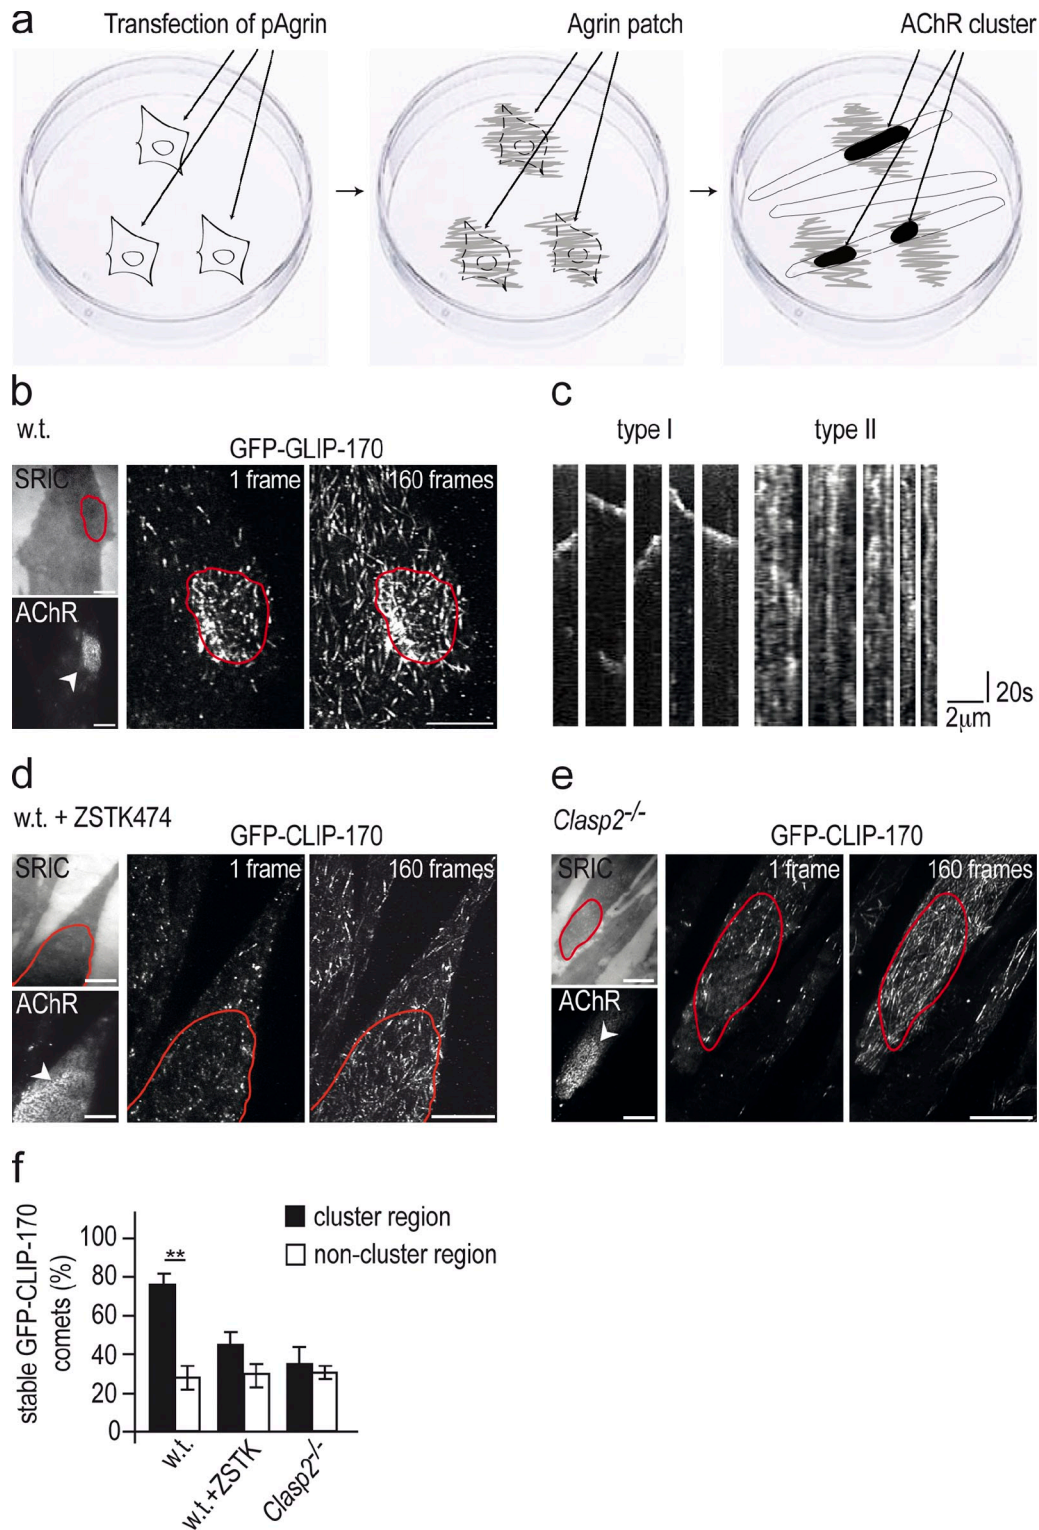 a
Transfection of pAgrin
Agrin patch
AChR cluster
b
w.t.
GFP-GLIP-170
SRIC
1 frame
160 frames
AChR
c
type I
type II
20s
2μm
d
w.t. + ZSTK474
GFP-CLIP-170
SRIC
1 frame
160 frames
AChR
e
Clasp2-/-
GFP-CLIP-170
SRIC
1 frame
160 frames
AChR
f
stable GFP-CLIP-170
comets (%)
100
80
60
40
20
0
**
cluster region
non-cluster region
w.t.
w.t.+ZSTK
Clasp2-/-